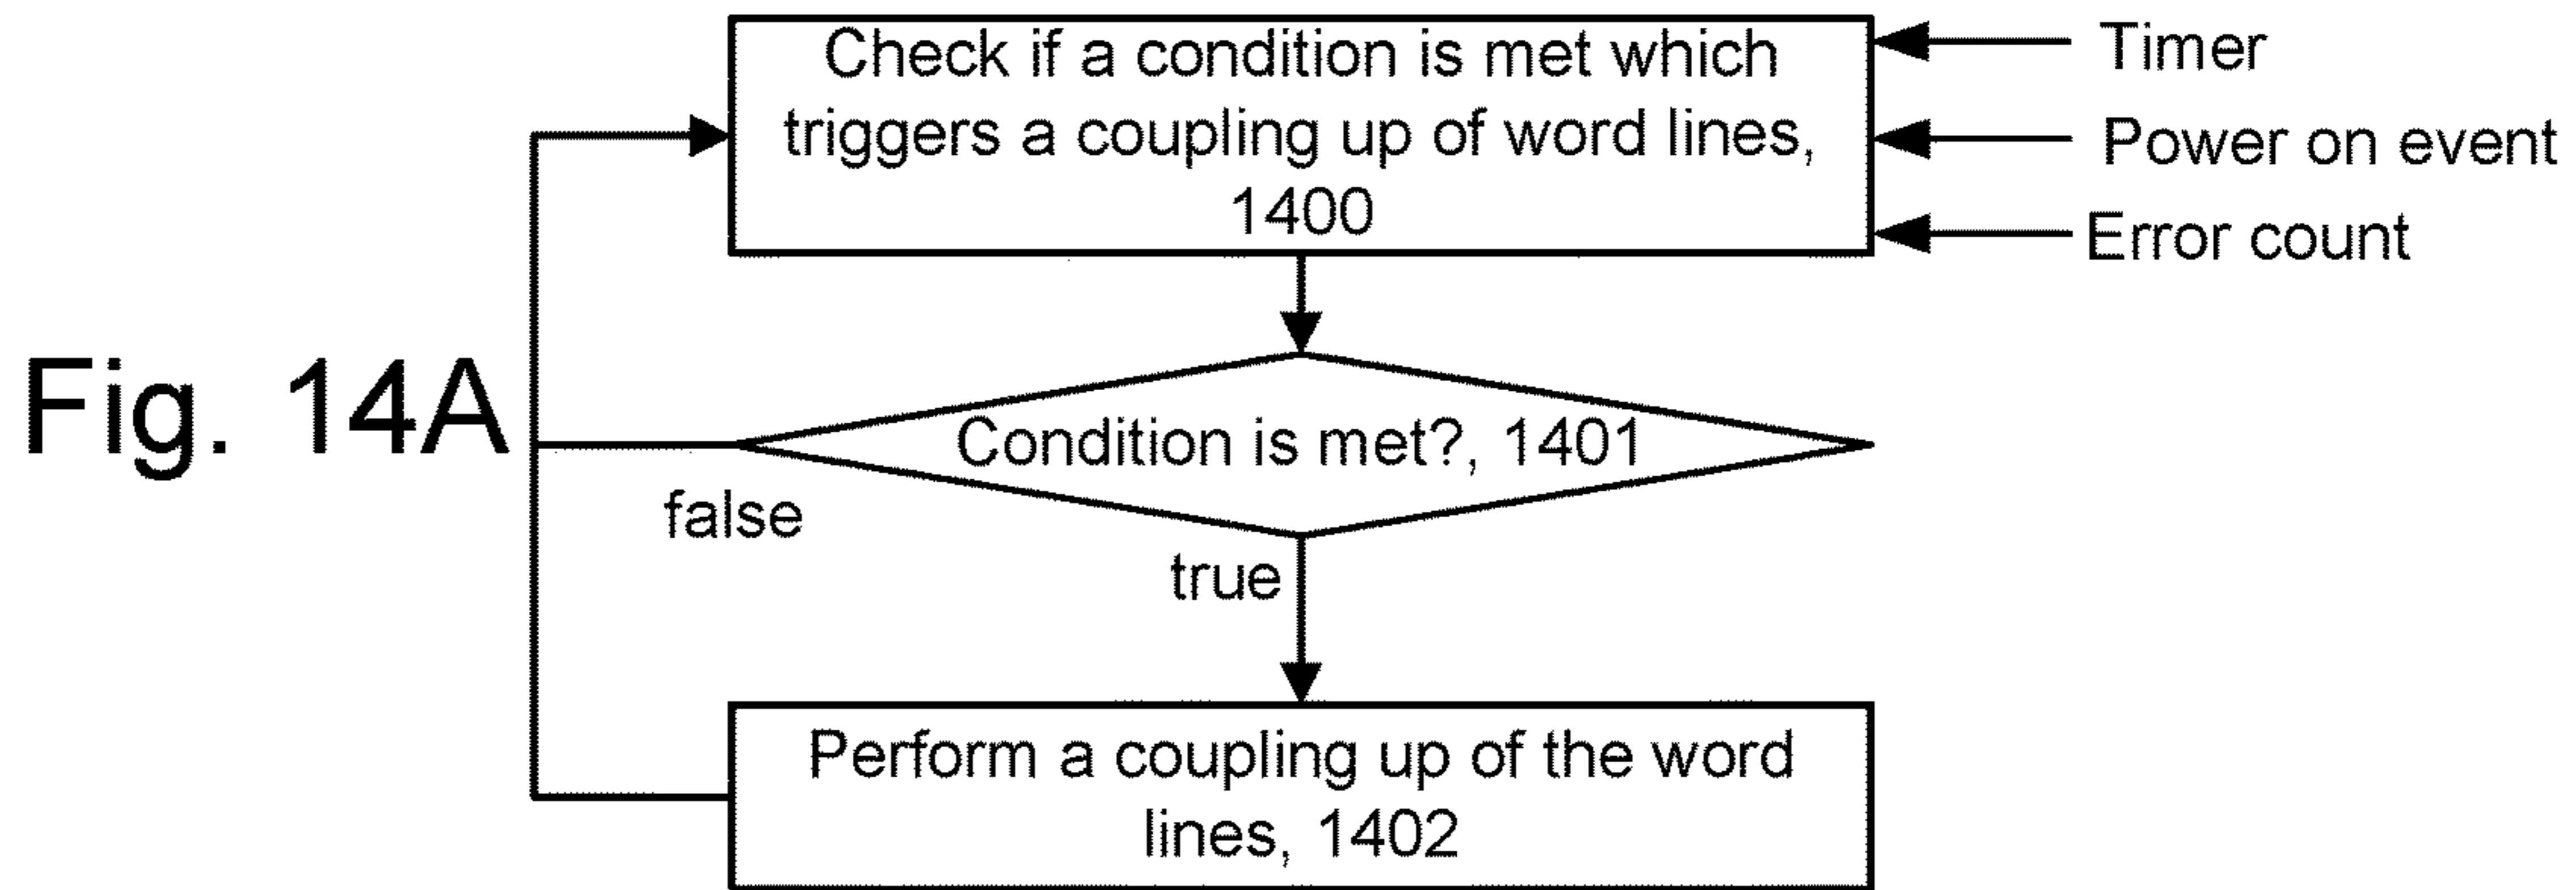 Check if a condition is met which
triggers a coupling up of word lines,
1400
Timer
Power on event
Error count
Fig. 14A
Condition is met?, 1401
false
true
Perform a coupling up of the word
lines, 1402